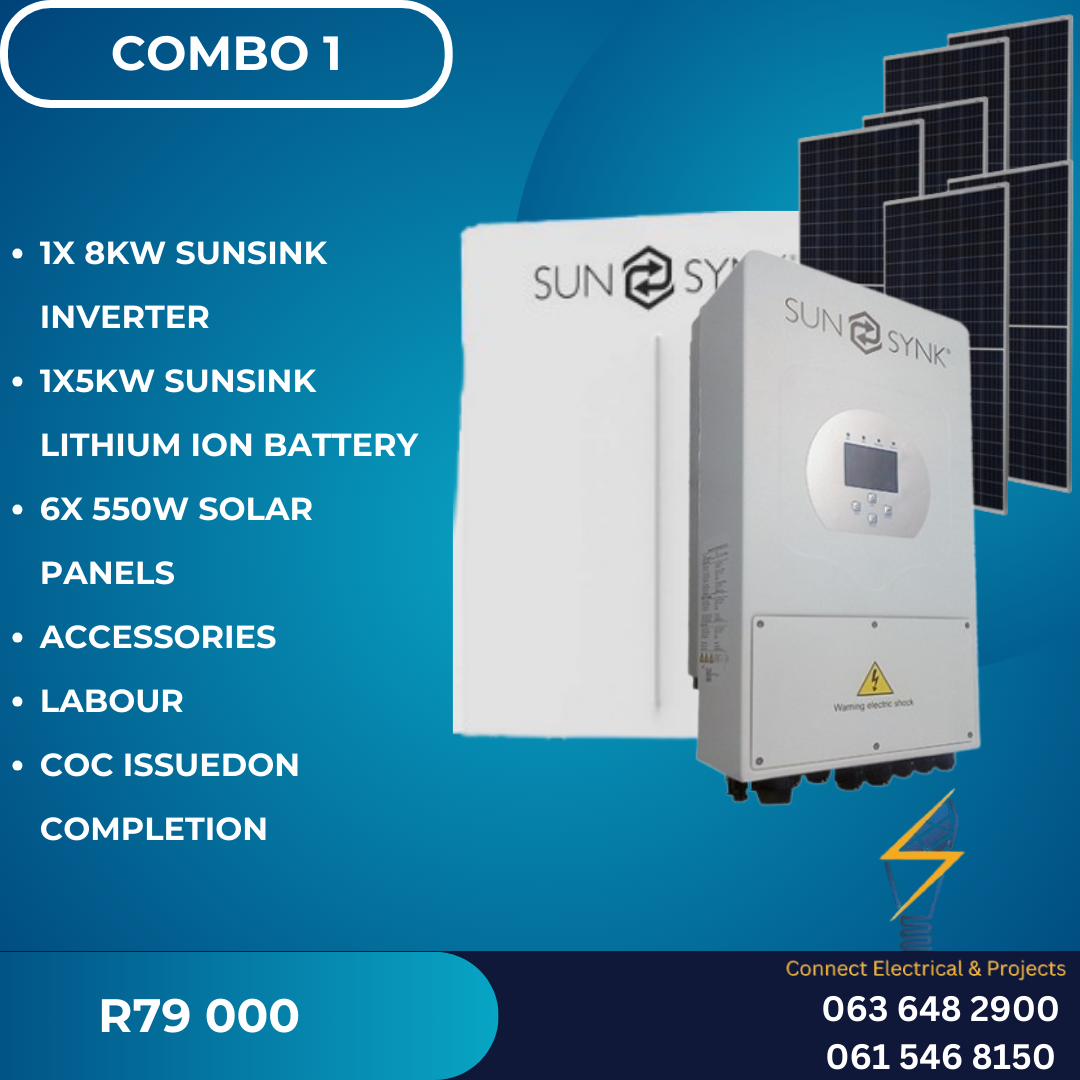 COMBO 1
1X 8KW SUNSINK
INVERTER
1X5KW SUNSINK
LITHIUM ION BATTERY
6X 550W SOLAR
PANELS
ACCESSORIES
LABOUR
COC ISSUEDON
COMPLETION
SUN SYNK
SUN SYNK®
Warning electric shock
R79 000
Connect Electrical & Projects
063 648 2900
061 546 8150